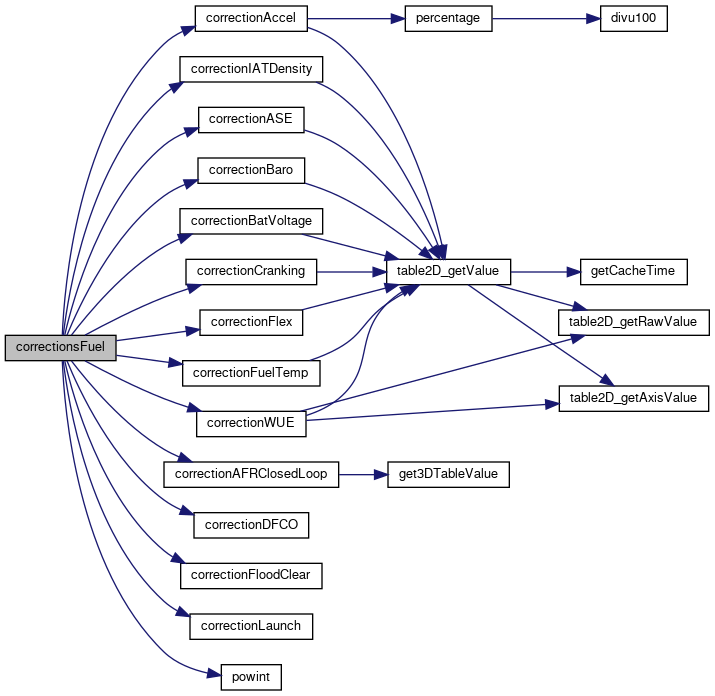 correctionAccel
percentage
divu100
correctionIATDensity
correctionASE
correctionBaro
correctionBatVoltage
correctionCranking
table2D_getValue
getCacheTime
correctionFlex
table2D_getRawValue
correctionsFuel
correctionFuelTemp
table2D_getAxisValue
correctionWUE
correctionAFRClosedLoop
get3DTableValue
correctionDFCO
correctionFloodClear
correctionLaunch
powint